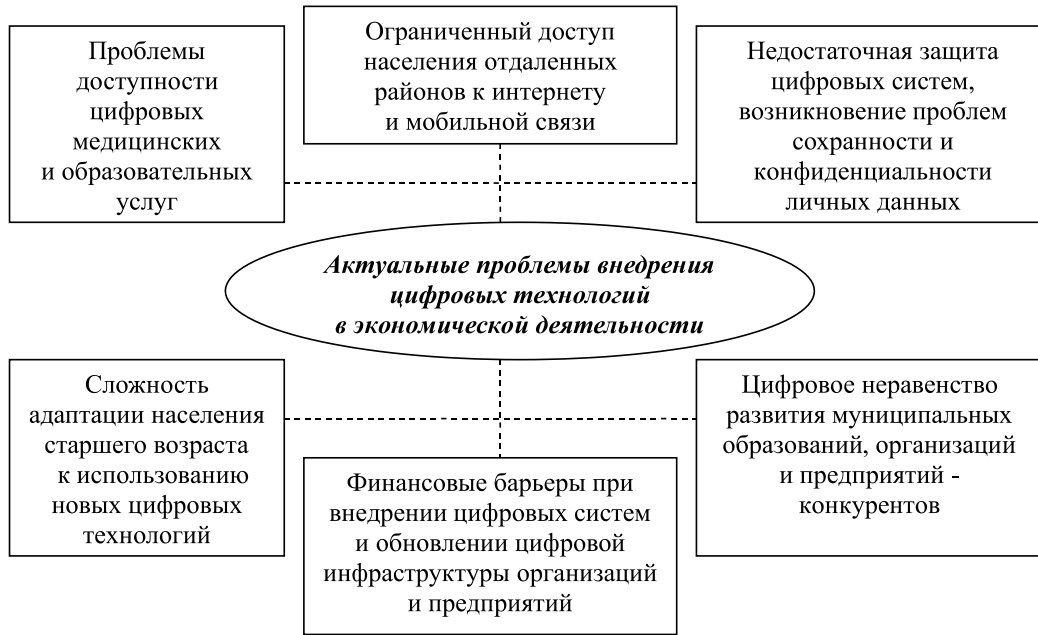 Проблемы
доступности
цифровых
медицинских
и образовательных
услуг
Ограниченный доступ
населения отдаленных
районов к интернету
и мобильной связи
Недостаточная защита
цифровых систем,
возникновение проблем
сохранности и
конфиденциальности
личных данных
Актуальные проблемы внедрения
цифровых технологий
в экономической деятельности
Сложность
адаптации населения
старшего возраста
к использованию
новых цифровых
технологий
Финансовые барьеры при
внедрении цифровых систем
и обновлении цифровой
инфраструктуры организаций
и предприятий
Цифровое неравенство
развития муниципальных
образований, организаций
и предприятий -
конкурентов